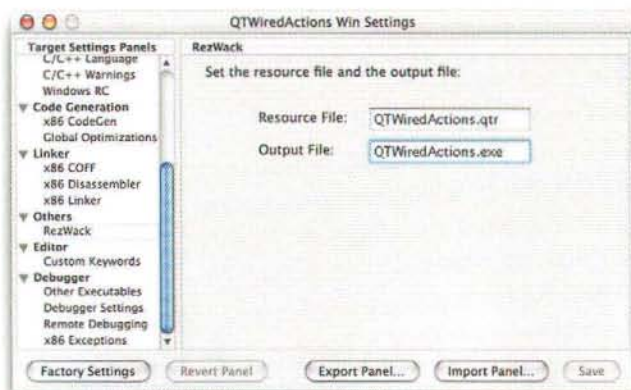 QTWiredActions Win Settings
Target Settings Panels
C/C++ Language
C/C++ Warnings
Windows RC
Code Generation
x86 CodeGen
Global Optimizations
Linker
x86 COFF
x86 Disassembler
x86 Linker
Others
RezWack
Editor
Custom Keywords
Debugger
Other Executables
Debugger Settings
Remote Debugging
x86 Exceptions
RezWack
Set the resource file and the output file:
Resource File: QTWiredActions.qtr
Output File: QTWiredActions.exe
Factory Settings Revert Panel Export Panel... Import Panel... Save